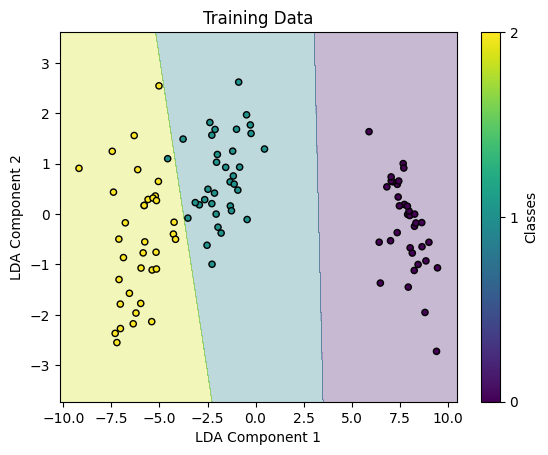 Training Data
3
2
1
0
−1
−2
−3
LDA Component 2
−10.0 −7.5 −5.0 −2.5 0.0 2.5 5.0 7.5 10.0
LDA Component 1
2
1
0
Classes